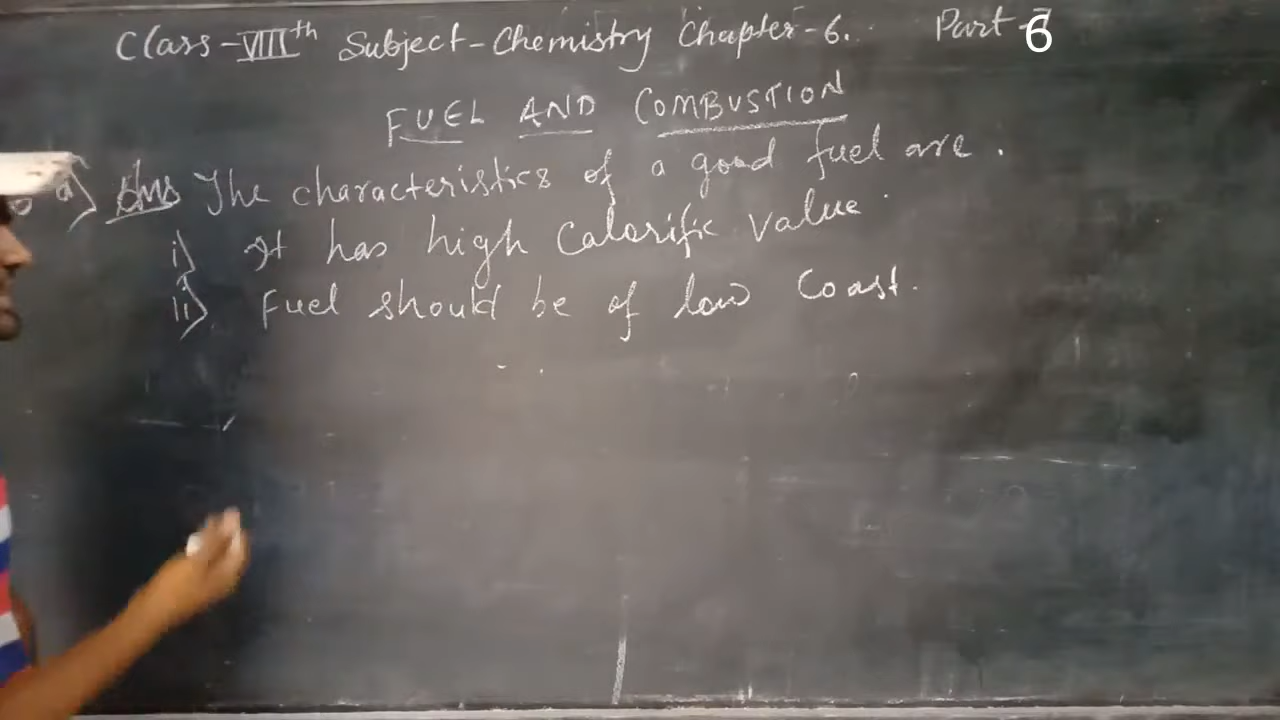 Class-VIIIth Subject-Chemistry Chapter-6. Part-6
FUEL AND COMBUSTION
a) Ans The characteristics of a good fuel are.
i) It has high Calorific value.
ii) Fuel should be of low Coast.